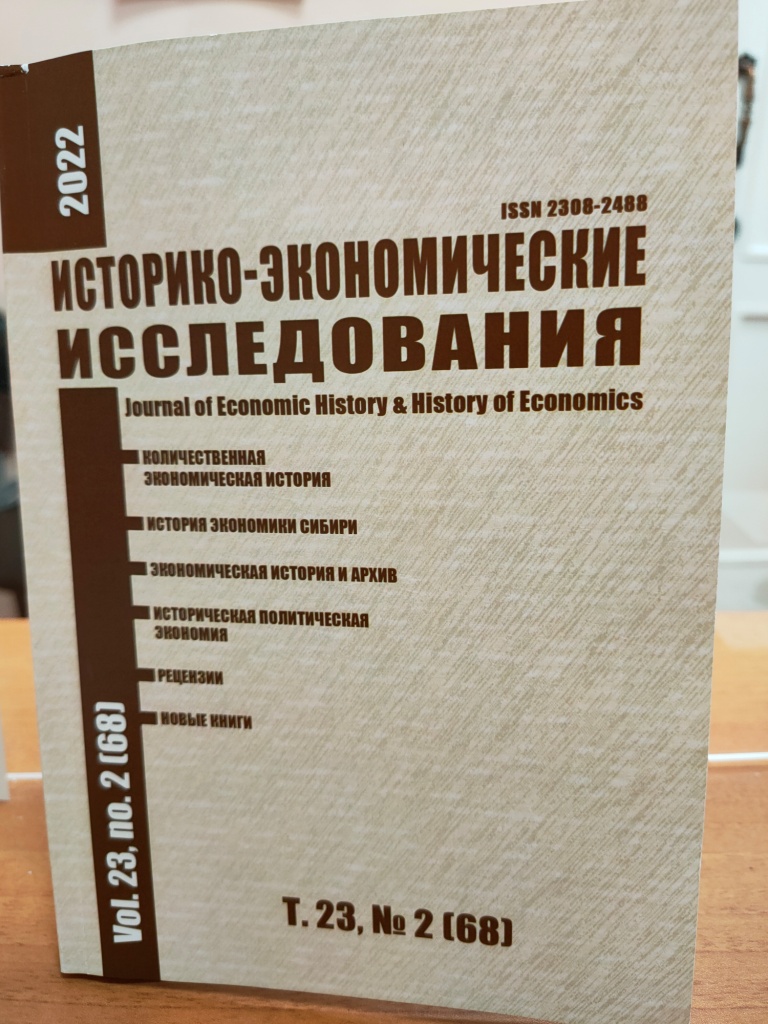 2022
ISSN 2308-2488
ИСТОРИКО-ЭКОНОМИЧЕСКИЕ
ИССЛЕДОВАНИЯ
Journal of Economic History & History of Economics
КОЛИЧЕСТВЕННАЯ
ЭКОНОМИЧЕСКАЯ ИСТОРИЯ
ИСТОРИЯ ЭКОНОМИКИ СИБИРИ
ЭКОНОМИЧЕСКАЯ ИСТОРИЯ И АРХИВ
ИСТОРИЧЕСКАЯ ПОЛИТИЧЕСКАЯ
ЭКОНОМИЯ
РЕЦЕНЗИИ
НОВЫЕ КНИГИ
Vol. 23, no. 2 (68)
Т. 23, № 2 (68)